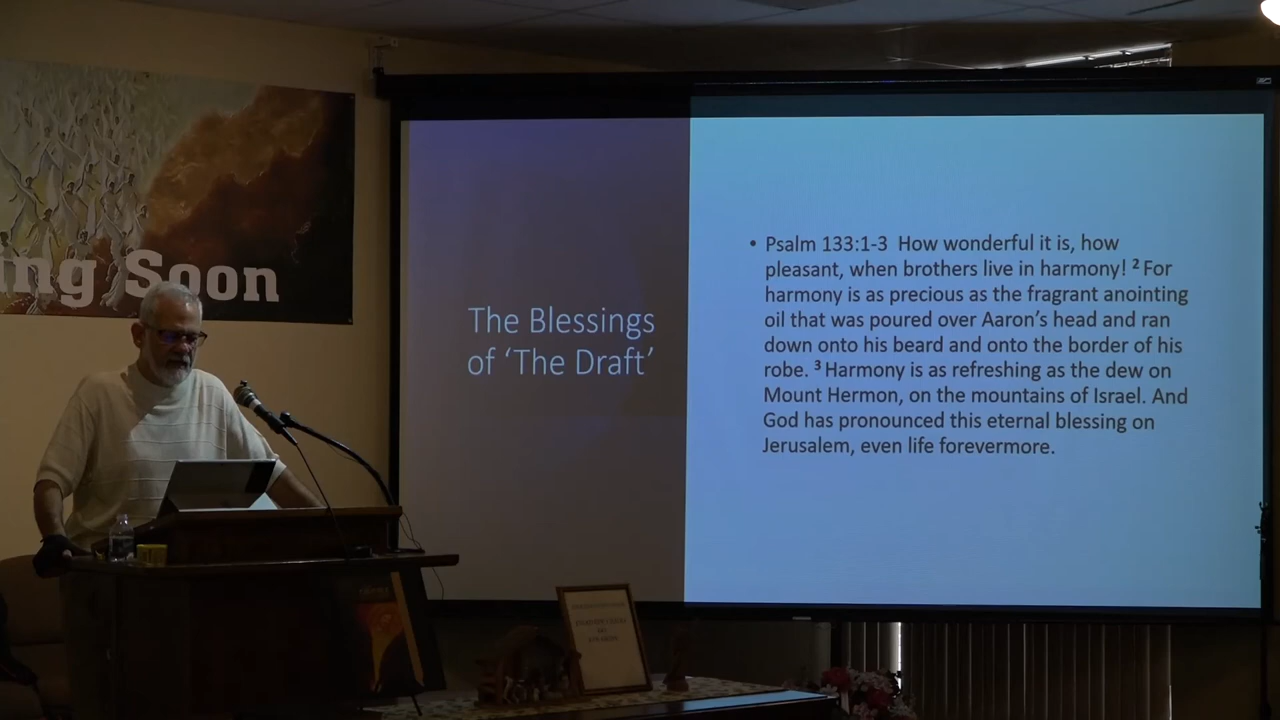 ng Soon
The Blessings
of ‘The Draft’
• Psalm 133:1-3 How wonderful it is, how
pleasant, when brothers live in harmony! ² For
harmony is as precious as the fragrant anointing
oil that was poured over Aaron’s head and ran
down onto his beard and onto the border of his
robe. ³ Harmony is as refreshing as the dew on
Mount Hermon, on the mountains of Israel. And
God has pronounced this eternal blessing on
Jerusalem, even life forevermore.